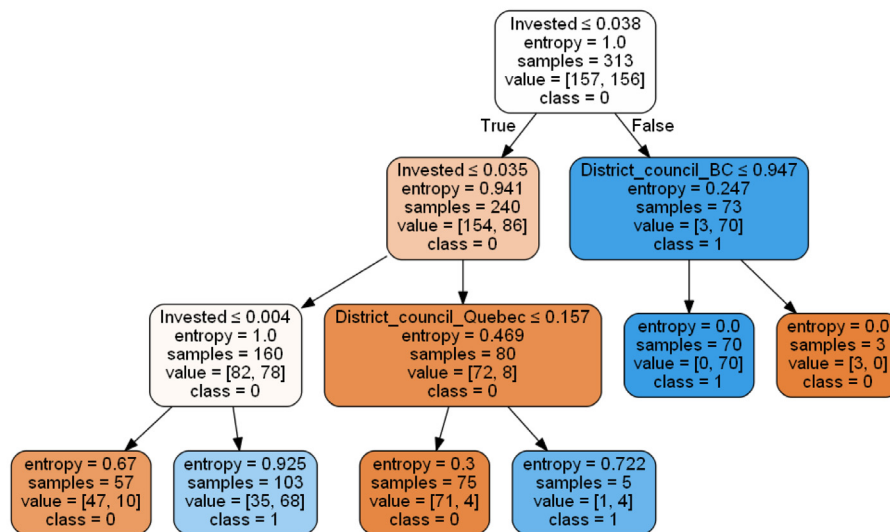 Invested ≤ 0.038
entropy = 1.0
samples = 313
value = [157, 156]
class = 0
True
False
Invested ≤ 0.035
entropy = 0.941
samples = 240
value = [154, 86]
class = 0
District_council_BC ≤ 0.947
entropy = 0.247
samples = 73
value = [3, 70]
class = 1
Invested ≤ 0.004
entropy = 1.0
samples = 160
value = [82, 78]
class = 0
District_council_Quebec ≤ 0.157
entropy = 0.469
samples = 80
value = [72, 8]
class = 0
entropy = 0.0
samples = 70
value = [0, 70]
class = 1
entropy = 0.0
samples = 3
value = [3, 0]
class = 0
entropy = 0.67
samples = 57
value = [47, 10]
class = 0
entropy = 0.925
samples = 103
value = [35, 68]
class = 1
entropy = 0.3
samples = 75
value = [71, 4]
class = 0
entropy = 0.722
samples = 5
value = [1, 4]
class = 1